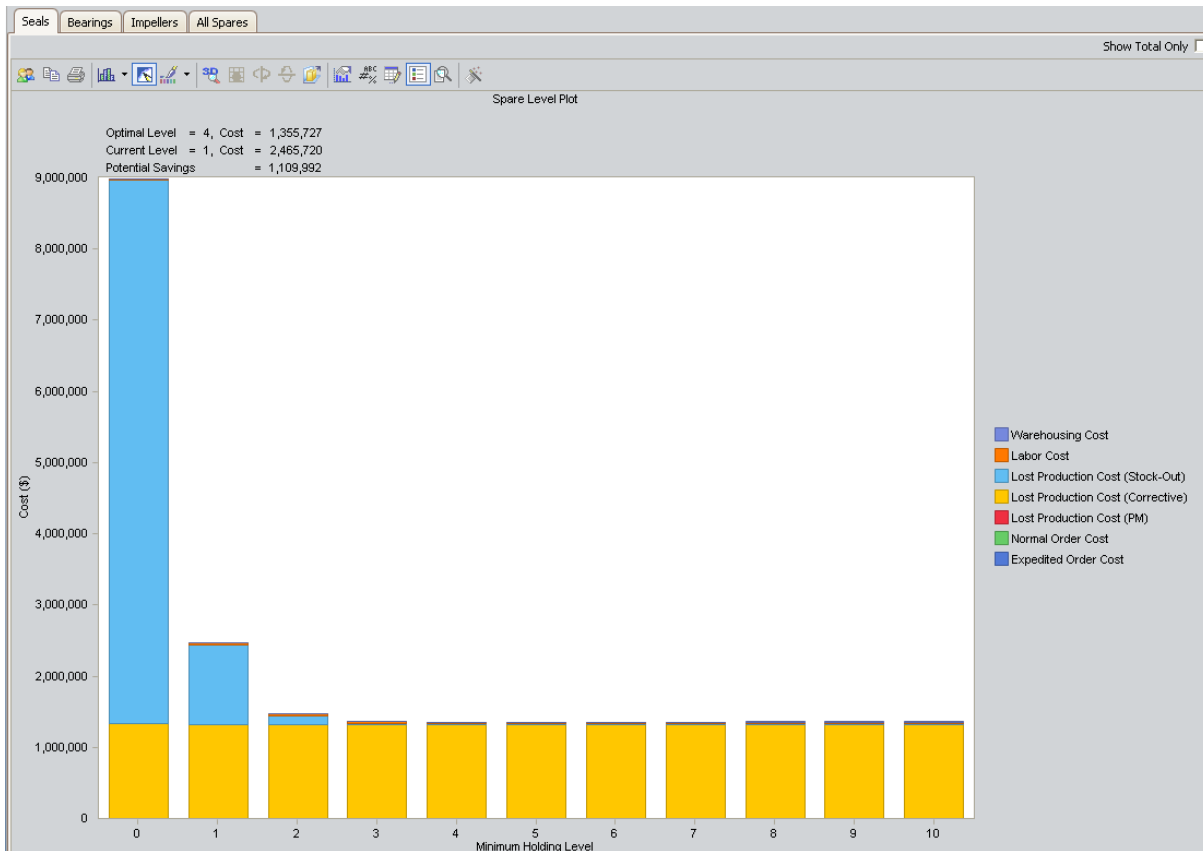 Seals Bearings Impellers All Spares
Show Total Only
Spare Level Plot
Optimal Level = 4, Cost = 1,355,727
Current Level = 1, Cost = 2,465,720
Potential Savings = 1,109,992
9,000,000
8,000,000
7,000,000
6,000,000
5,000,000
4,000,000
3,000,000
2,000,000
1,000,000
0
Cost ($)
0 1 2 3 4 5 6 7 8 9 10
Minimum Holding Level
Warehousing Cost
Labor Cost
Lost Production Cost (Stock-Out)
Lost Production Cost (Corrective)
Lost Production Cost (PM)
Normal Order Cost
Expedited Order Cost